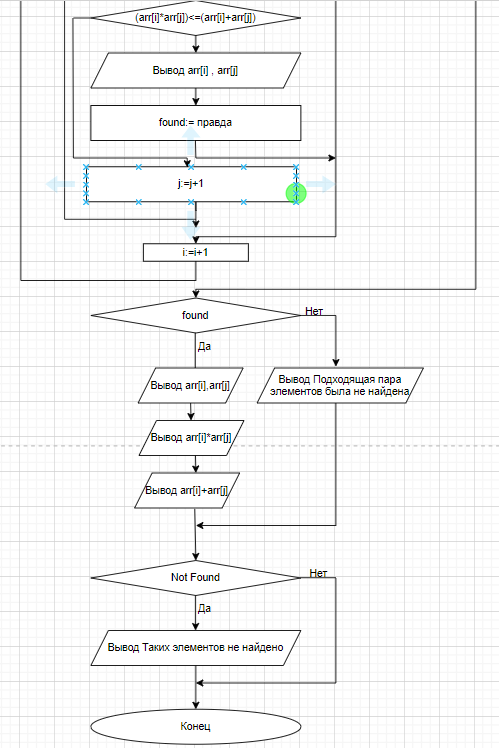 (arr[i]*arr[j])<=(arr[i]+arr[j])
Вывод arr[i] , arr[j]
found:= правда
j:=j+1
i:=i+1
found
Нет
Да
Вывод arr[i],arr[j]
Вывод Подходящая пара
элементов была не найдена
Вывод arr[i]*arr[j]
Вывод arr[i]+arr[j]
Not Found
Нет
Да
Вывод Таких элементов не найдено
Конец